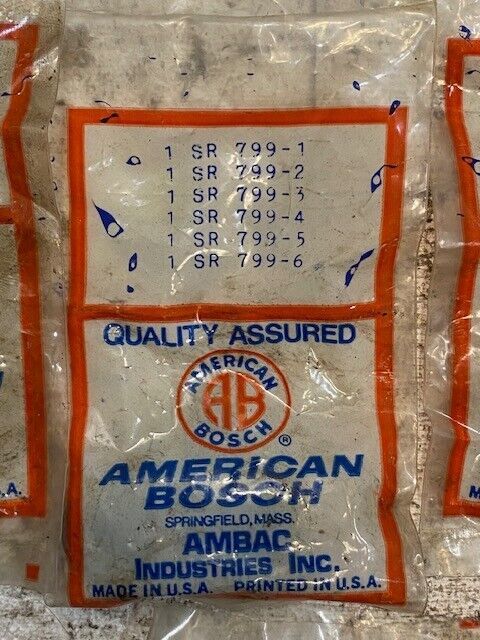 1 SR 799-1
1 SR 799-2
1 SR 799-3
1 SR 799-4
1 SR 799-5
1 SR 799-6
QUALITY ASSURED
AMERICAN
AB
BOSCH
®
AMERICAN
BOSCH
SPRINGFIELD, MASS.
AMBAC
INDUSTRIES INC.
MADE IN U.S.A. PRINTED IN U.S.A.
.A.
M